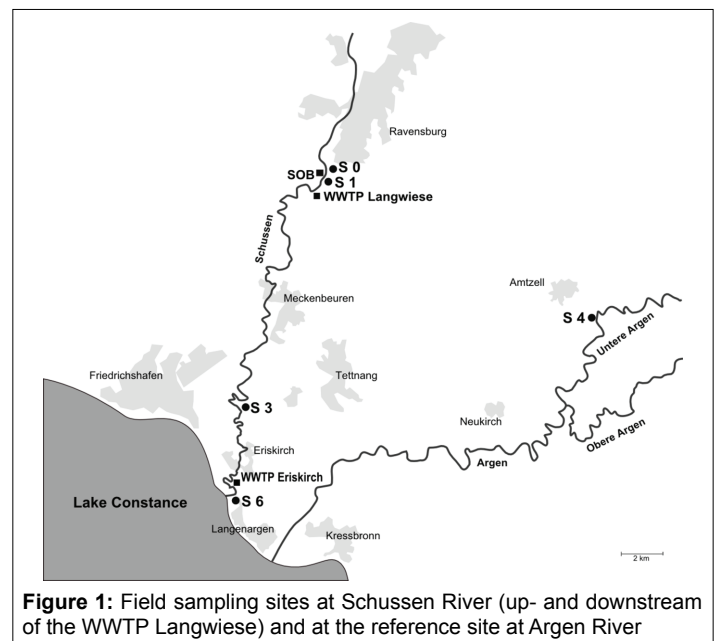 Ravensburg
S 0
SOB
S 1
WWTP Langwiese
Schussen
Meckenbeuren
Amtzell
S 4
Untere Argen
Friedrichshafen
Tettnang
S 3
Neukirch
Obere Argen
Eriskirch
Argen
WWTP Eriskirch
Lake Constance
S 6
Langenargen
Kressbronn
2 km
Figure 1: Field sampling sites at Schussen River (up- and downstream
of the WWTP Langwiese) and at the reference site at Argen River